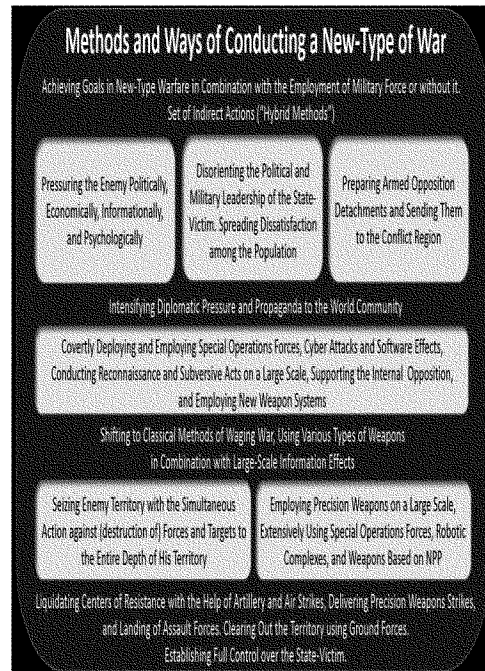 Methods and Ways of Conducting a New-Type of War
Achieving Goals in New-Type Warfare in Combination with the Employment of Military Force or without it.
Set of Indirect Actions ("Hybrid Methods")
Pressuring the Enemy Politically,
Economically, Informationally,
and Psychologically
Disorienting the Political and
Military Leadership of the State-
Victim. Spreading Dissatisfaction
among the Population
Preparing Armed Opposition
Detachments and Sending Them
to the Conflict Region
Intensifying Diplomatic Pressure and Propaganda to the World Community
Covertly Deploying and Employing Special Operations Forces, Cyber Attacks and Software Effects,
Conducting Reconnaissance and Subversive Acts on a Large Scale, Supporting the Internal Opposition,
and Employing New Weapon Systems
Shifting to Classical Methods of Waging War, Using Various Types of Weapons
in Combination with Large-Scale Information Effects
Seizing Enemy Territory with the Simultaneous
Action against (destruction of) Forces and Targets to
the Entire Depth of His Territory
Employing Precision Weapons on a Large Scale,
Extensively Using Special Operations Forces, Robotic
Complexes, and Weapons Based on NPP
Liquidating Centers of Resistance with the Help of Artillery and Air Strikes, Delivering Precision Weapons Strikes,
and Landing of Assault Forces. Clearing Out the Territory using Ground Forces.
Establishing Full Control over the State-Victim.